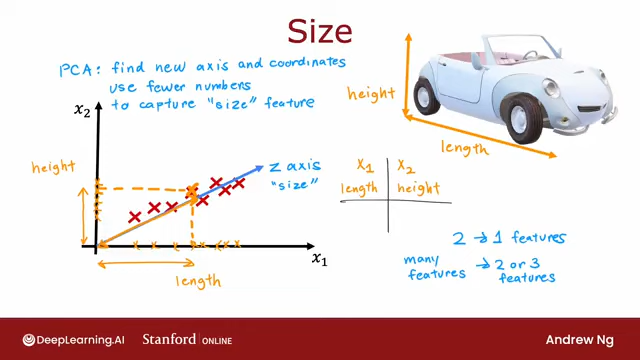 Size
PCA: find new axis and coordinates
use fewer numbers
to capture "size" feature
x2
height
z axis
"size"
x1
length
height
length
x1 x2
length height
2 → 1 features
many features → 2 or 3 features
DeepLearning.AI Stanford ONLINE Andrew Ng